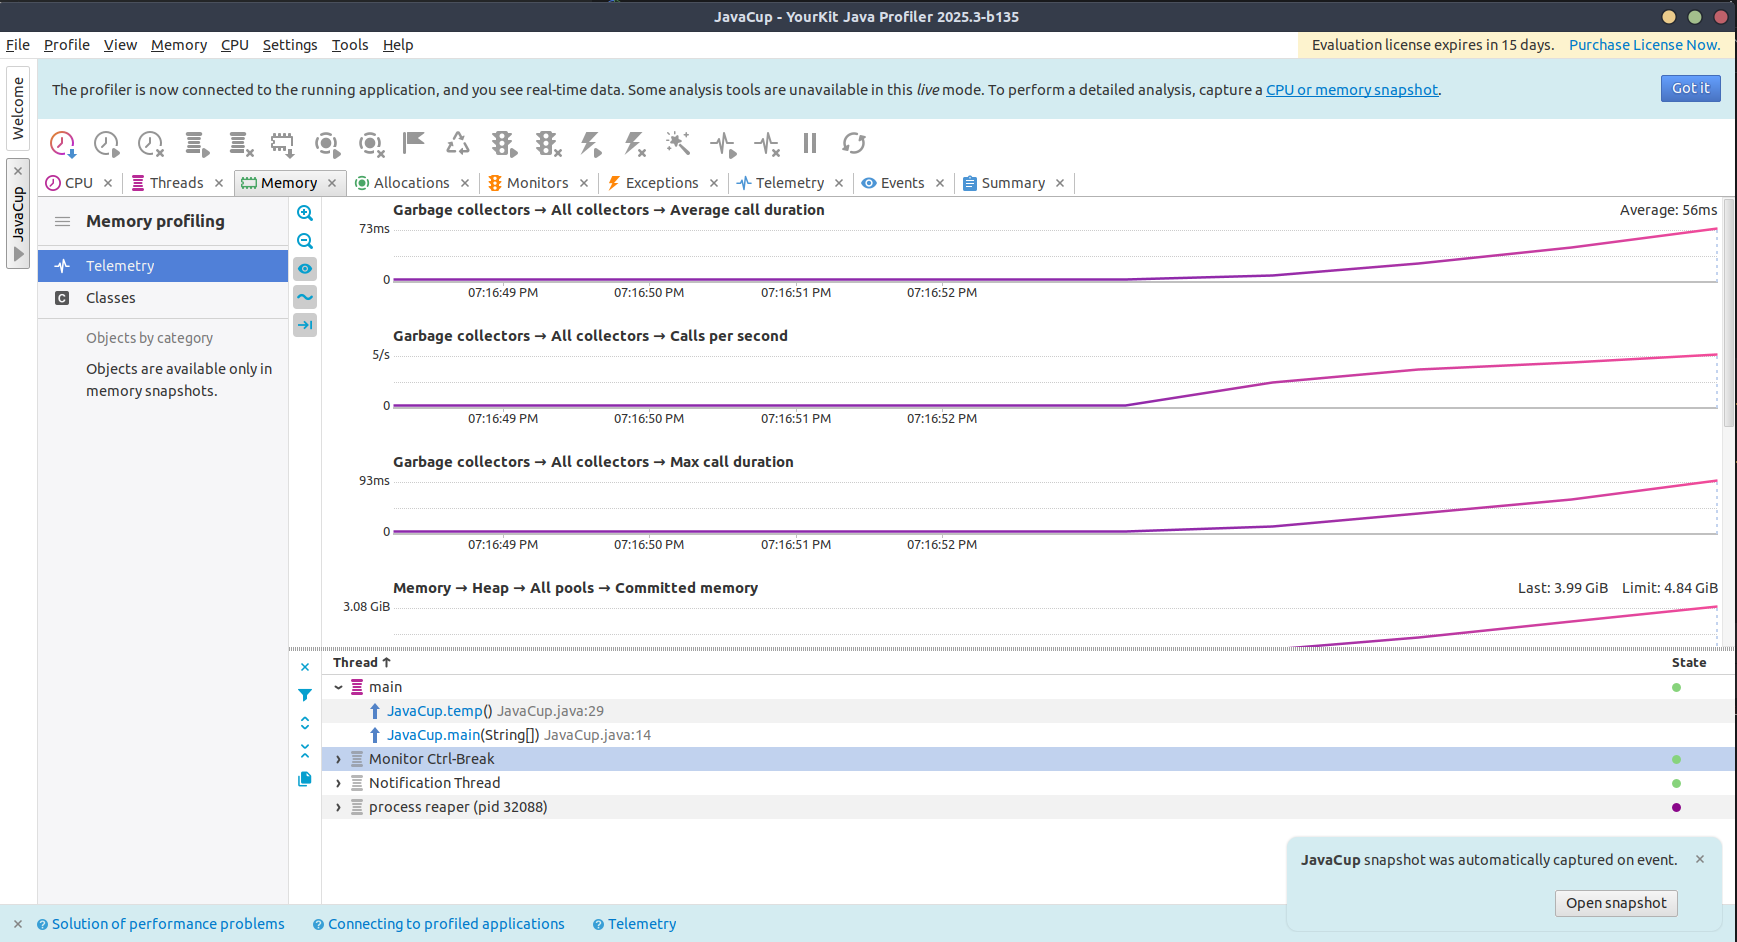 JavaCup - YourKit Java Profiler 2025.3-b135
File Profile View Memory CPU Settings Tools Help
Evaluation license expires in 15 days. Purchase License Now.
Welcome
JavaCup
The profiler is now connected to the running application, and you see real-time data. Some analysis tools are unavailable in this live mode. To perform a detailed analysis, capture a CPU or memory snapshot.
Got it
CPU Threads Memory Allocations Monitors Exceptions Telemetry Events Summary
Memory profiling
Telemetry
Classes
Objects by category
Objects are available only in
memory snapshots.
Garbage collectors → All collectors → Average call duration
Average: 56ms
73ms
0
07:16:49 PM 07:16:50 PM 07:16:51 PM 07:16:52 PM
Garbage collectors → All collectors → Calls per second
5/s
0
07:16:49 PM 07:16:50 PM 07:16:51 PM 07:16:52 PM
Garbage collectors → All collectors → Max call duration
93ms
0
07:16:49 PM 07:16:50 PM 07:16:51 PM 07:16:52 PM
Memory → Heap → All pools → Committed memory
Last: 3.99 GiB Limit: 4.84 GiB
3.08 GiB
Thread ↑ State
main
JavaCup.temp() JavaCup.java:29
JavaCup.main(String[]) JavaCup.java:14
Monitor Ctrl-Break
Notification Thread
process reaper (pid 32088)
JavaCup snapshot was automatically captured on event.
Open snapshot
Solution of performance problems Connecting to profiled applications Telemetry